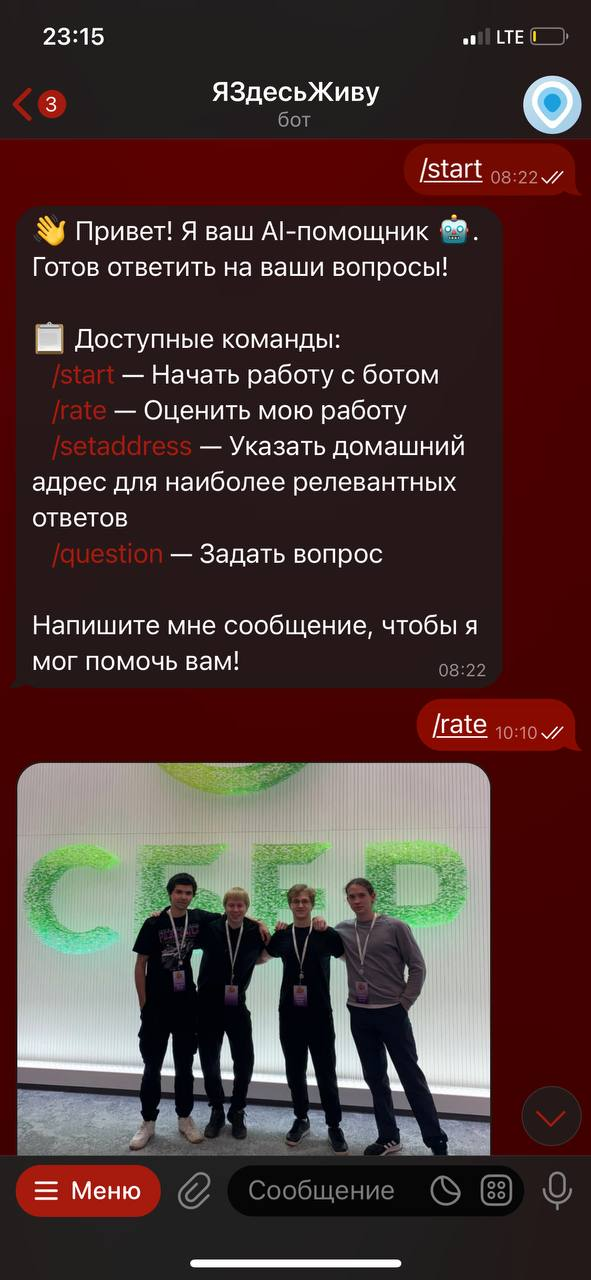 23:15
LTE
3
ЯЗдесьЖиву
бот
/start 08:22
👋 Привет! Я ваш AI-помощник 🤖.
Готов ответить на ваши вопросы!
📋 Доступные команды:
/start — Начать работу с ботом
/rate — Оценить мою работу
/setaddress — Указать домашний
адрес для наиболее релевантных
ответов
/question — Задать вопрос
Напишите мне сообщение, чтобы я
мог помочь вам!
08:22
/rate 10:10
СБЕР
Меню
Сообщение